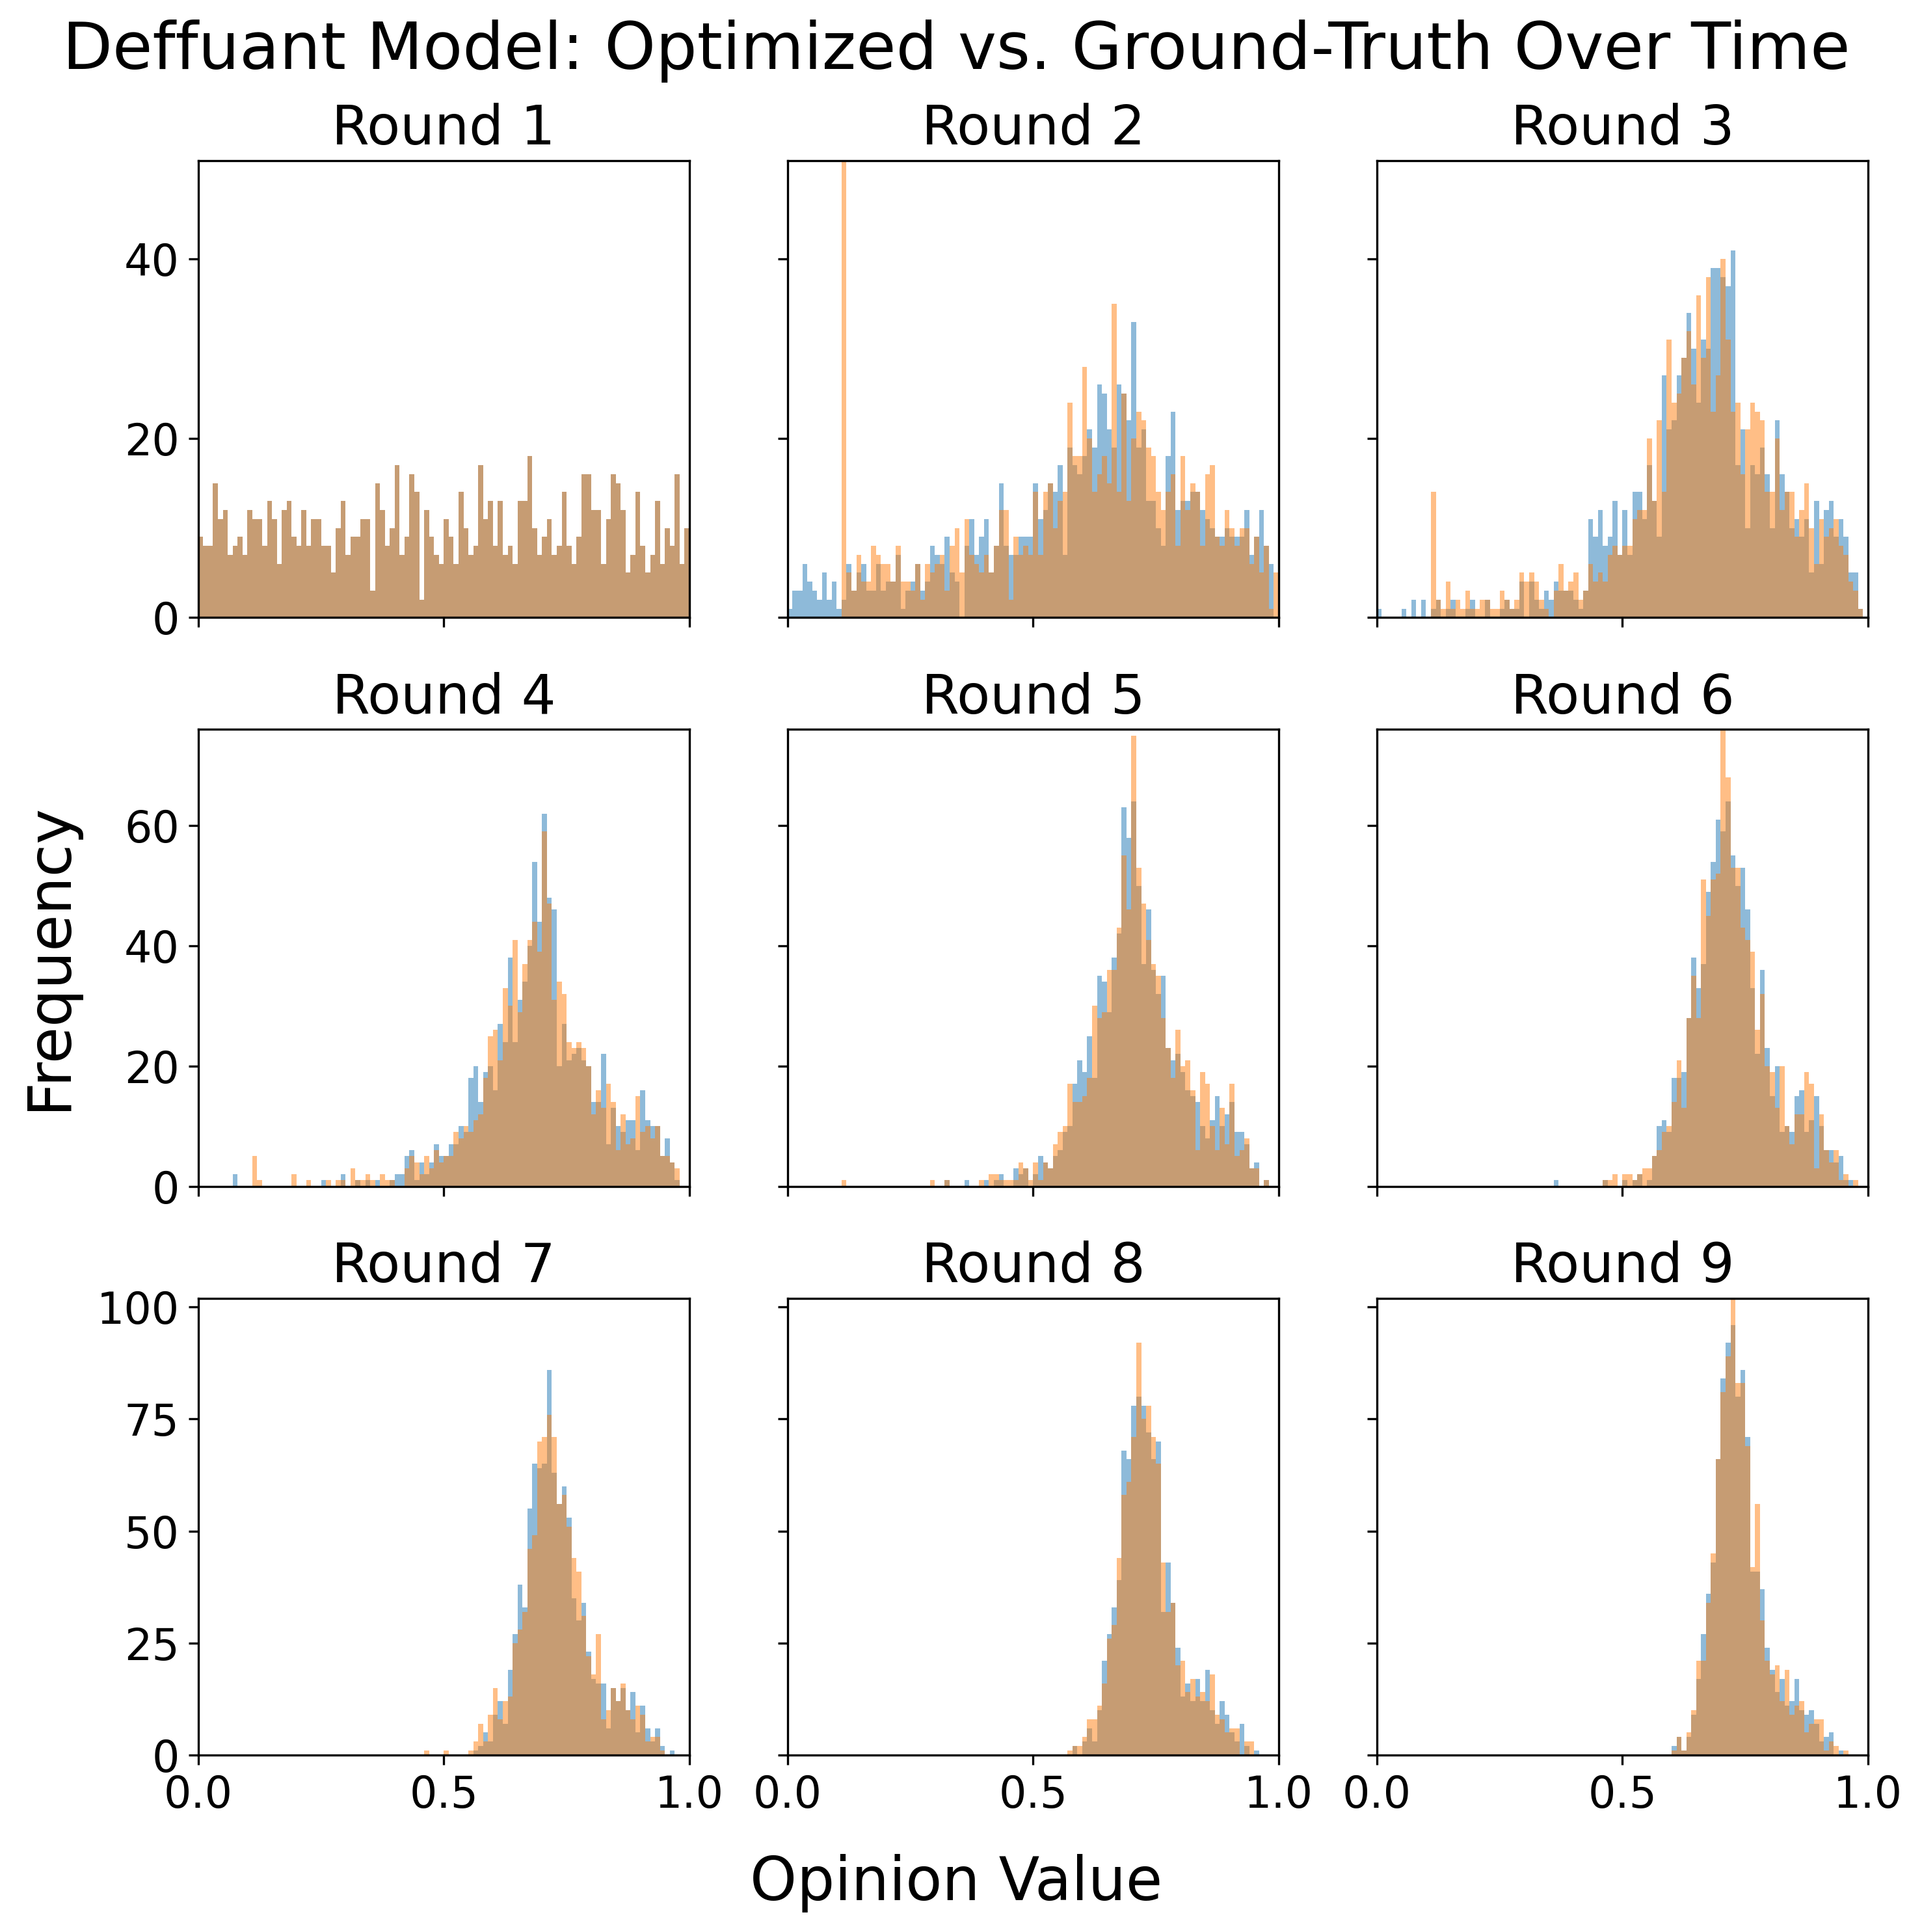 Deffuant Model: Optimized vs. Ground-Truth Over Time
Round 1
Round 2
Round 3
40
20
0
Round 4
Round 5
Round 6
60
40
20
0
Frequency
Round 7
Round 8
Round 9
100
75
50
25
0
0.0 0.5 1.0 0.0 0.5 1.0 0.0 0.5 1.0
Opinion Value